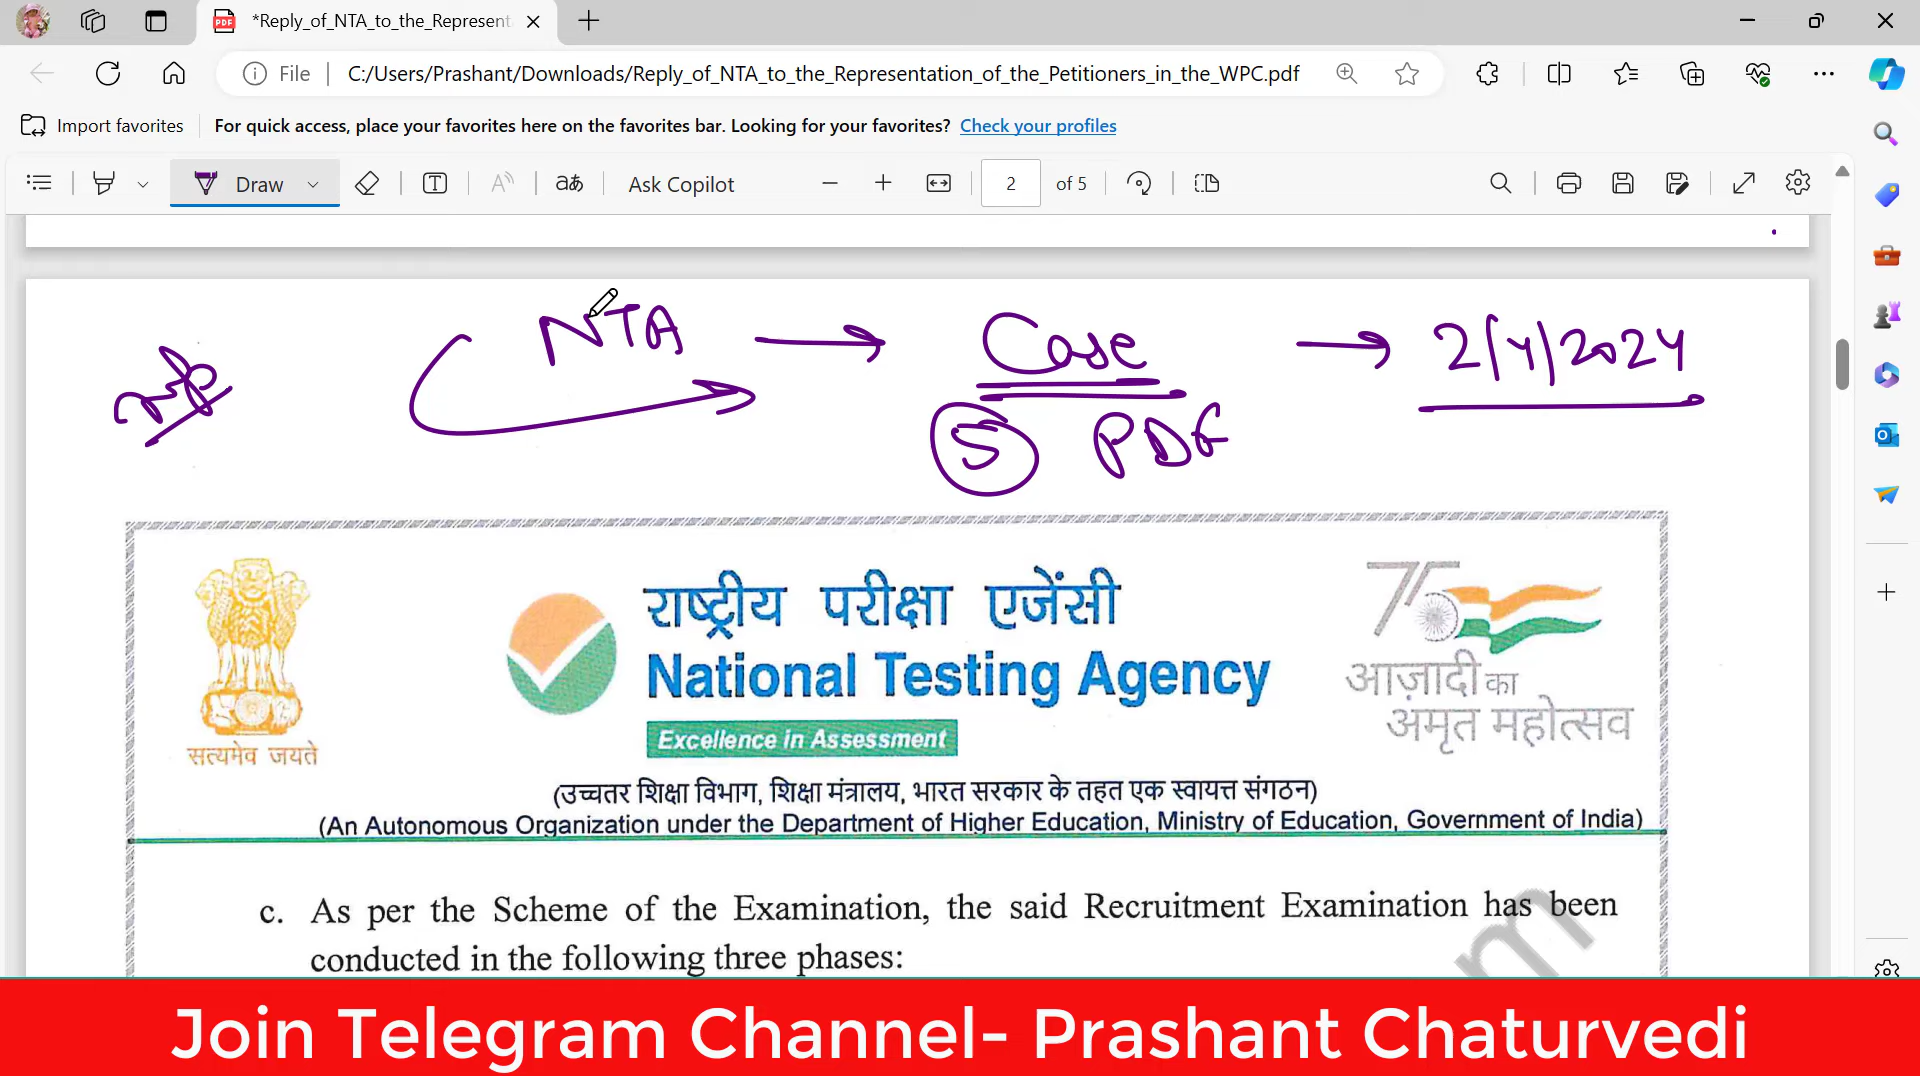 *Reply_of_NTA_to_the_Represent
File C:/Users/Prashant/Downloads/Reply_of_NTA_to_the_Representation_of_the_Petitioners_in_the_WPC.pdf
Import favorites For quick access, place your favorites here on the favorites bar. Looking for your favorites? Check your profiles
Draw Ask Copilot 2 of 5
NTA → Case → 2/4/2024
5 PDF
राष्ट्रीय परीक्षा एजेंसी
National Testing Agency
Excellence in Assessment
सत्यमेव जयते
75
आज़ादी का
अमृत महोत्सव
(उच्चतर शिक्षा विभाग, शिक्षा मंत्रालय, भारत सरकार के तहत एक स्वायत्त संगठन)
(An Autonomous Organization under the Department of Higher Education, Ministry of Education, Government of India)
c. As per the Scheme of the Examination, the said Recruitment Examination has been
conducted in the following three phases:
Join Telegram Channel- Prashant Chaturvedi